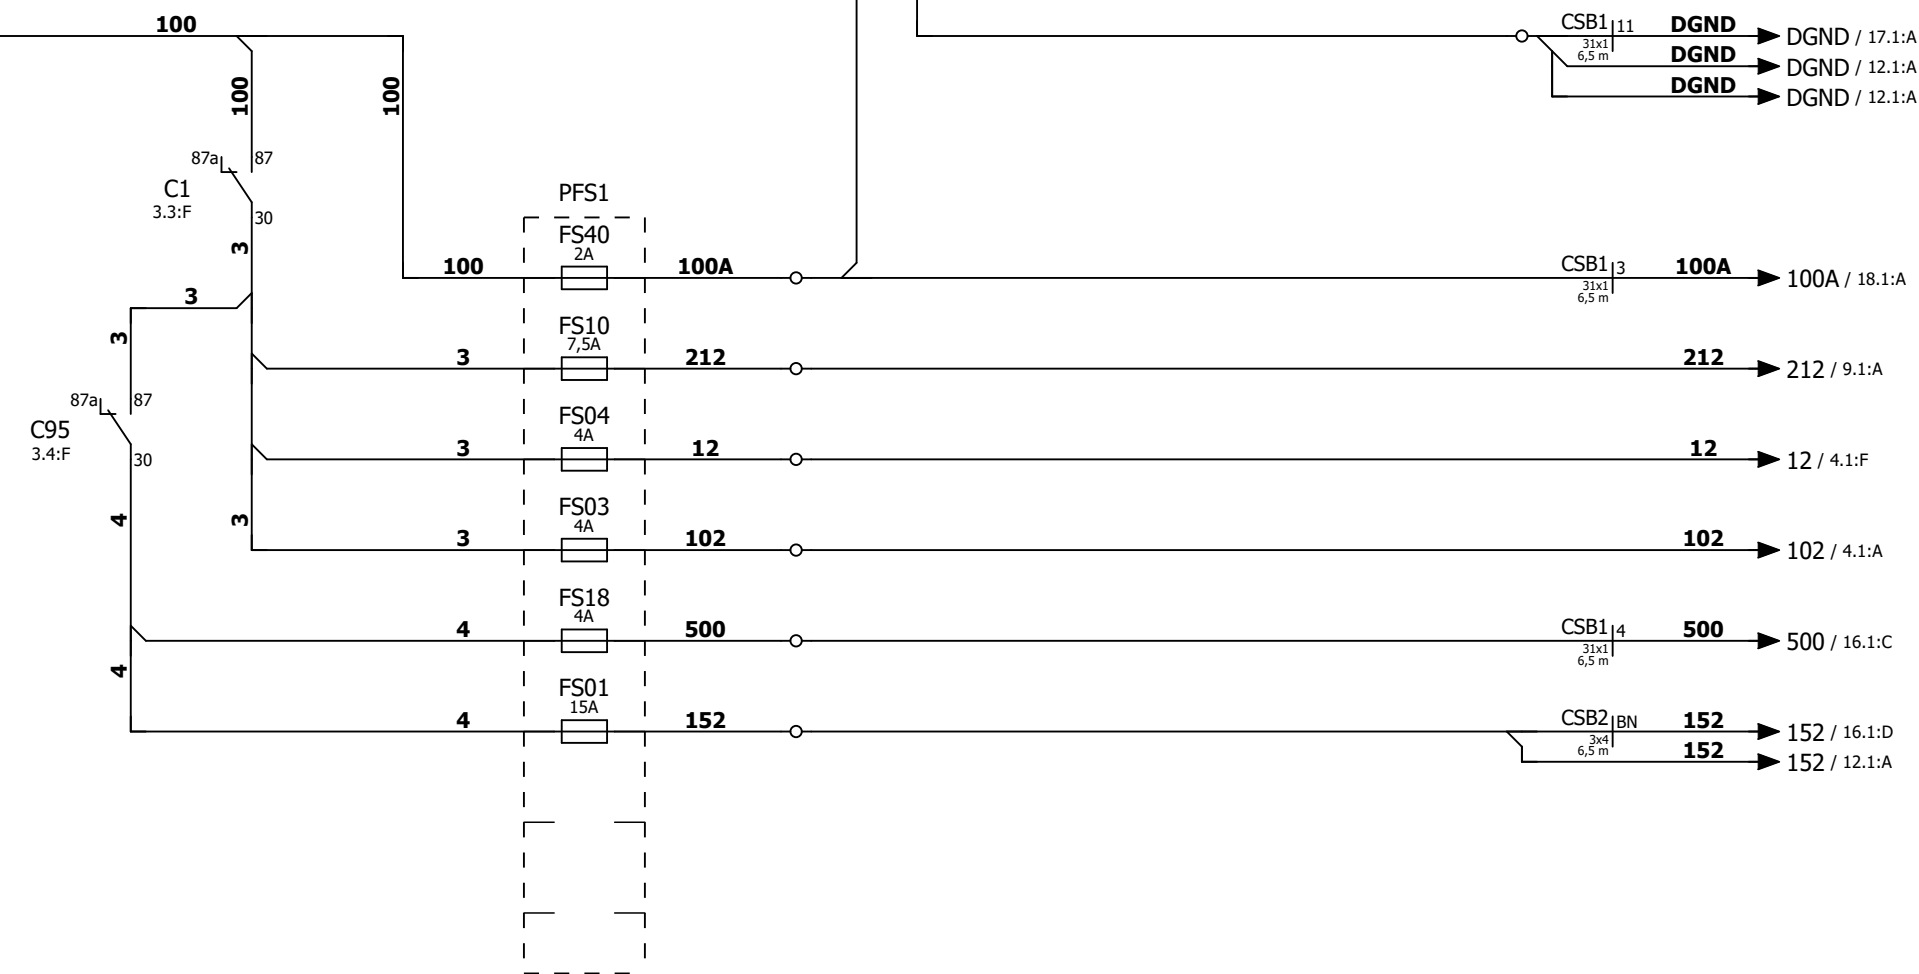 100
CSB1 11 DGND DGND / 17.1:A
31x1
6,5 m
DGND DGND / 12.1:A
DGND DGND / 12.1:A
100
100
87a 87
C1
3.3:F
30
3
PFS1
FS40
2A
100 100A CSB1 3 100A 100A / 18.1:A
31x1
6,5 m
3
3
FS10
7,5A
3 212 212 212 / 9.1:A
87a 87
C95
3.4:F
30
FS04
4A
3 12 12 12 / 4.1:F
4
3
FS03
4A
3 102 102 102 / 4.1:A
FS18
4A
4 500 CSB1 4 500 500 / 16.1:C
31x1
6,5 m
4
FS01
15A
4 152 CSB2 BN 152 152 / 16.1:D
3x4
6,5 m
152 152 / 12.1:A